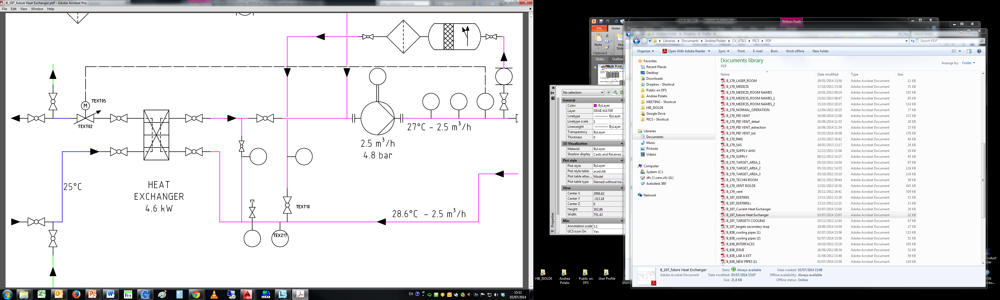 B_197_future Heat Exchanger.pdf - Adobe Acrobat Pro
File Edit View Window Help
TEXT05
M
TEXT02
27°C – 2.5 m³/h
2.5 m³/h
4.8 bar
25°C
HEAT
EXCHANGER
4.6 kW
TEXT10
28.6°C – 2.5 m³/h
TEXZ17
EN
15:11
03/07/2014
File Home
Paste
New
Slide
Clipboard
Slides Outline
6
No selection
General
Color ByLayer
Layer DEMI WATER
Linetype ByLayer
Linetype scale 1
Lineweight ByLayer
Transparency ByLayer
Thickness 0
3D Visualization
Material ByLayer
Shadow display Casts and Receives ...
Plot style
Plot style ByLayer
Plot style table acad.stb
Plot table attac... Model
Plot table type Named without tra...
View
Center X 2906.62
Center Y -313.18
Center Z 0
Height 302.86
Width 751.42
Misc
Annotation scale 1:1
UCS icon On Yes
Properties
Libraries Documents Andrea Polato CV_UTILS PICS PDF
Search PDF
Organize Open With Adobe Reader Sync Print E-mail Burn Work offline New folder
Favorites
Recent Places
Desktop
Downloads
Dropbox - Shortcut
Public on DFS
Andrea Polato
MEETING - Shortcut
HIE_ISOLDE
Google Drive
PICS - Shortcut
Libraries
Documents
Music
Pictures
Videos
Computer
System (C:)
dfs (\\cern.ch) (G:)
Autodesk 360
Network
Documents library
PDF
Arrange by: Folder
Name Date modified Type Size
B_179_LASER_ROOM 28/01/2014 15:50 Adobe Acrobat Document 11 KB
B_179_MEDICIS 17/10/2012 15:38 Adobe Acrobat Document 71 KB
B_179_MEDICIS_ROOM NAMES 24/01/2013 09:24 Adobe Acrobat Document 101 KB
B_179_MEDICIS_ROOM NAMES_1 15/02/2013 08:47 Adobe Acrobat Document 85 KB
B_179_MEDICIS_ROOM NAMES_2 15/10/2013 10:15 Adobe Acrobat Document 114 KB
B_179_NORMAL_OPERATION 12/04/2012 16:25 Adobe Acrobat Document 77 KB
B_179_PID VENT 16/06/2014 11:08 Adobe Acrobat Document 172 KB
B_179_PID VENT_detail 16/06/2014 11:53 Adobe Acrobat Document 20 KB
B_179_PID VENT_extraction 16/06/2014 11:54 Adobe Acrobat Document 23 KB
B_179_PID VENT_tot 05/03/2014 10:58 Adobe Acrobat Document 176 KB
B_179_R401 22/02/2013 16:42 Adobe Acrobat Document 44 KB
B_179_SAS 18/02/2013 13:17 Adobe Acrobat Document 24 KB
B_179_SUPPLY AHU 12/12/2012 11:06 Adobe Acrobat Document 19 KB
B_179_SUPPLY 06/12/2012 14:27 Adobe Acrobat Document 45 KB
B_179_TARGET_AREA_1 05/10/2012 14:54 Adobe Acrobat Document 97 KB
B_179_TARGET_AREA_2 05/10/2012 14:55 Adobe Acrobat Document 124 KB
B_179_TARGET_AREA_3 05/10/2012 15:19 Adobe Acrobat Document 124 KB
B_179_TECHN ROOM 06/11/2012 09:44 Adobe Acrobat Document 59 KB
B_179_VENT ISOLDE 12/02/2013 10:30 Adobe Acrobat Document 441 KB
B_179_vent 20/11/2012 16:41 Adobe Acrobat Document 559 KB
B_197_01970001 13/11/2012 12:26 Adobe Acrobat Document 15 KB
B_197_01970001c 13/11/2012 12:31 Adobe Acrobat Document 15 KB
B_197_Current Heat Exchanger 03/07/2014 15:06 Adobe Acrobat Document 20 KB
B_197_future Heat Exchanger 03/07/2014 15:07 Adobe Acrobat Document 22 KB
B_197_TARGETS COOLING 10/12/2012 12:44 Adobe Acrobat Document 47 KB
B_197_targets secondary loop 19/06/2014 14:59 Adobe Acrobat Document 27 KB
B_838_cooling pipes (1) 02/07/2014 15:56 Adobe Acrobat Document 115 KB
B_838_cooling pipes (2) 02/07/2014 15:56 Adobe Acrobat Document 51 KB
B_838_INTERFACES 18/10/2012 15:29 Adobe Acrobat Document 105 KB
B_838_ISSUE 26/06/2012 09:34 Adobe Acrobat Document 32 KB
B_838_LAB A EXT 31/08/2012 15:46 Adobe Acrobat Document 59 KB
B_838_NEW PIPES (1) 02/07/2014 15:58 Adobe Acrobat Document 119 KB
B_197_future Heat Exchanger State: Always available Date created: 03/07/2014 15:06
Adobe Acrobat Document Date modified: 03/07/2014 15:07 Offline availability: Always available
Size: 21.8 KB Offline status: Online
HIE_ISOLDE
Andrea
Polato
Public on
DFS
User Profile
Short